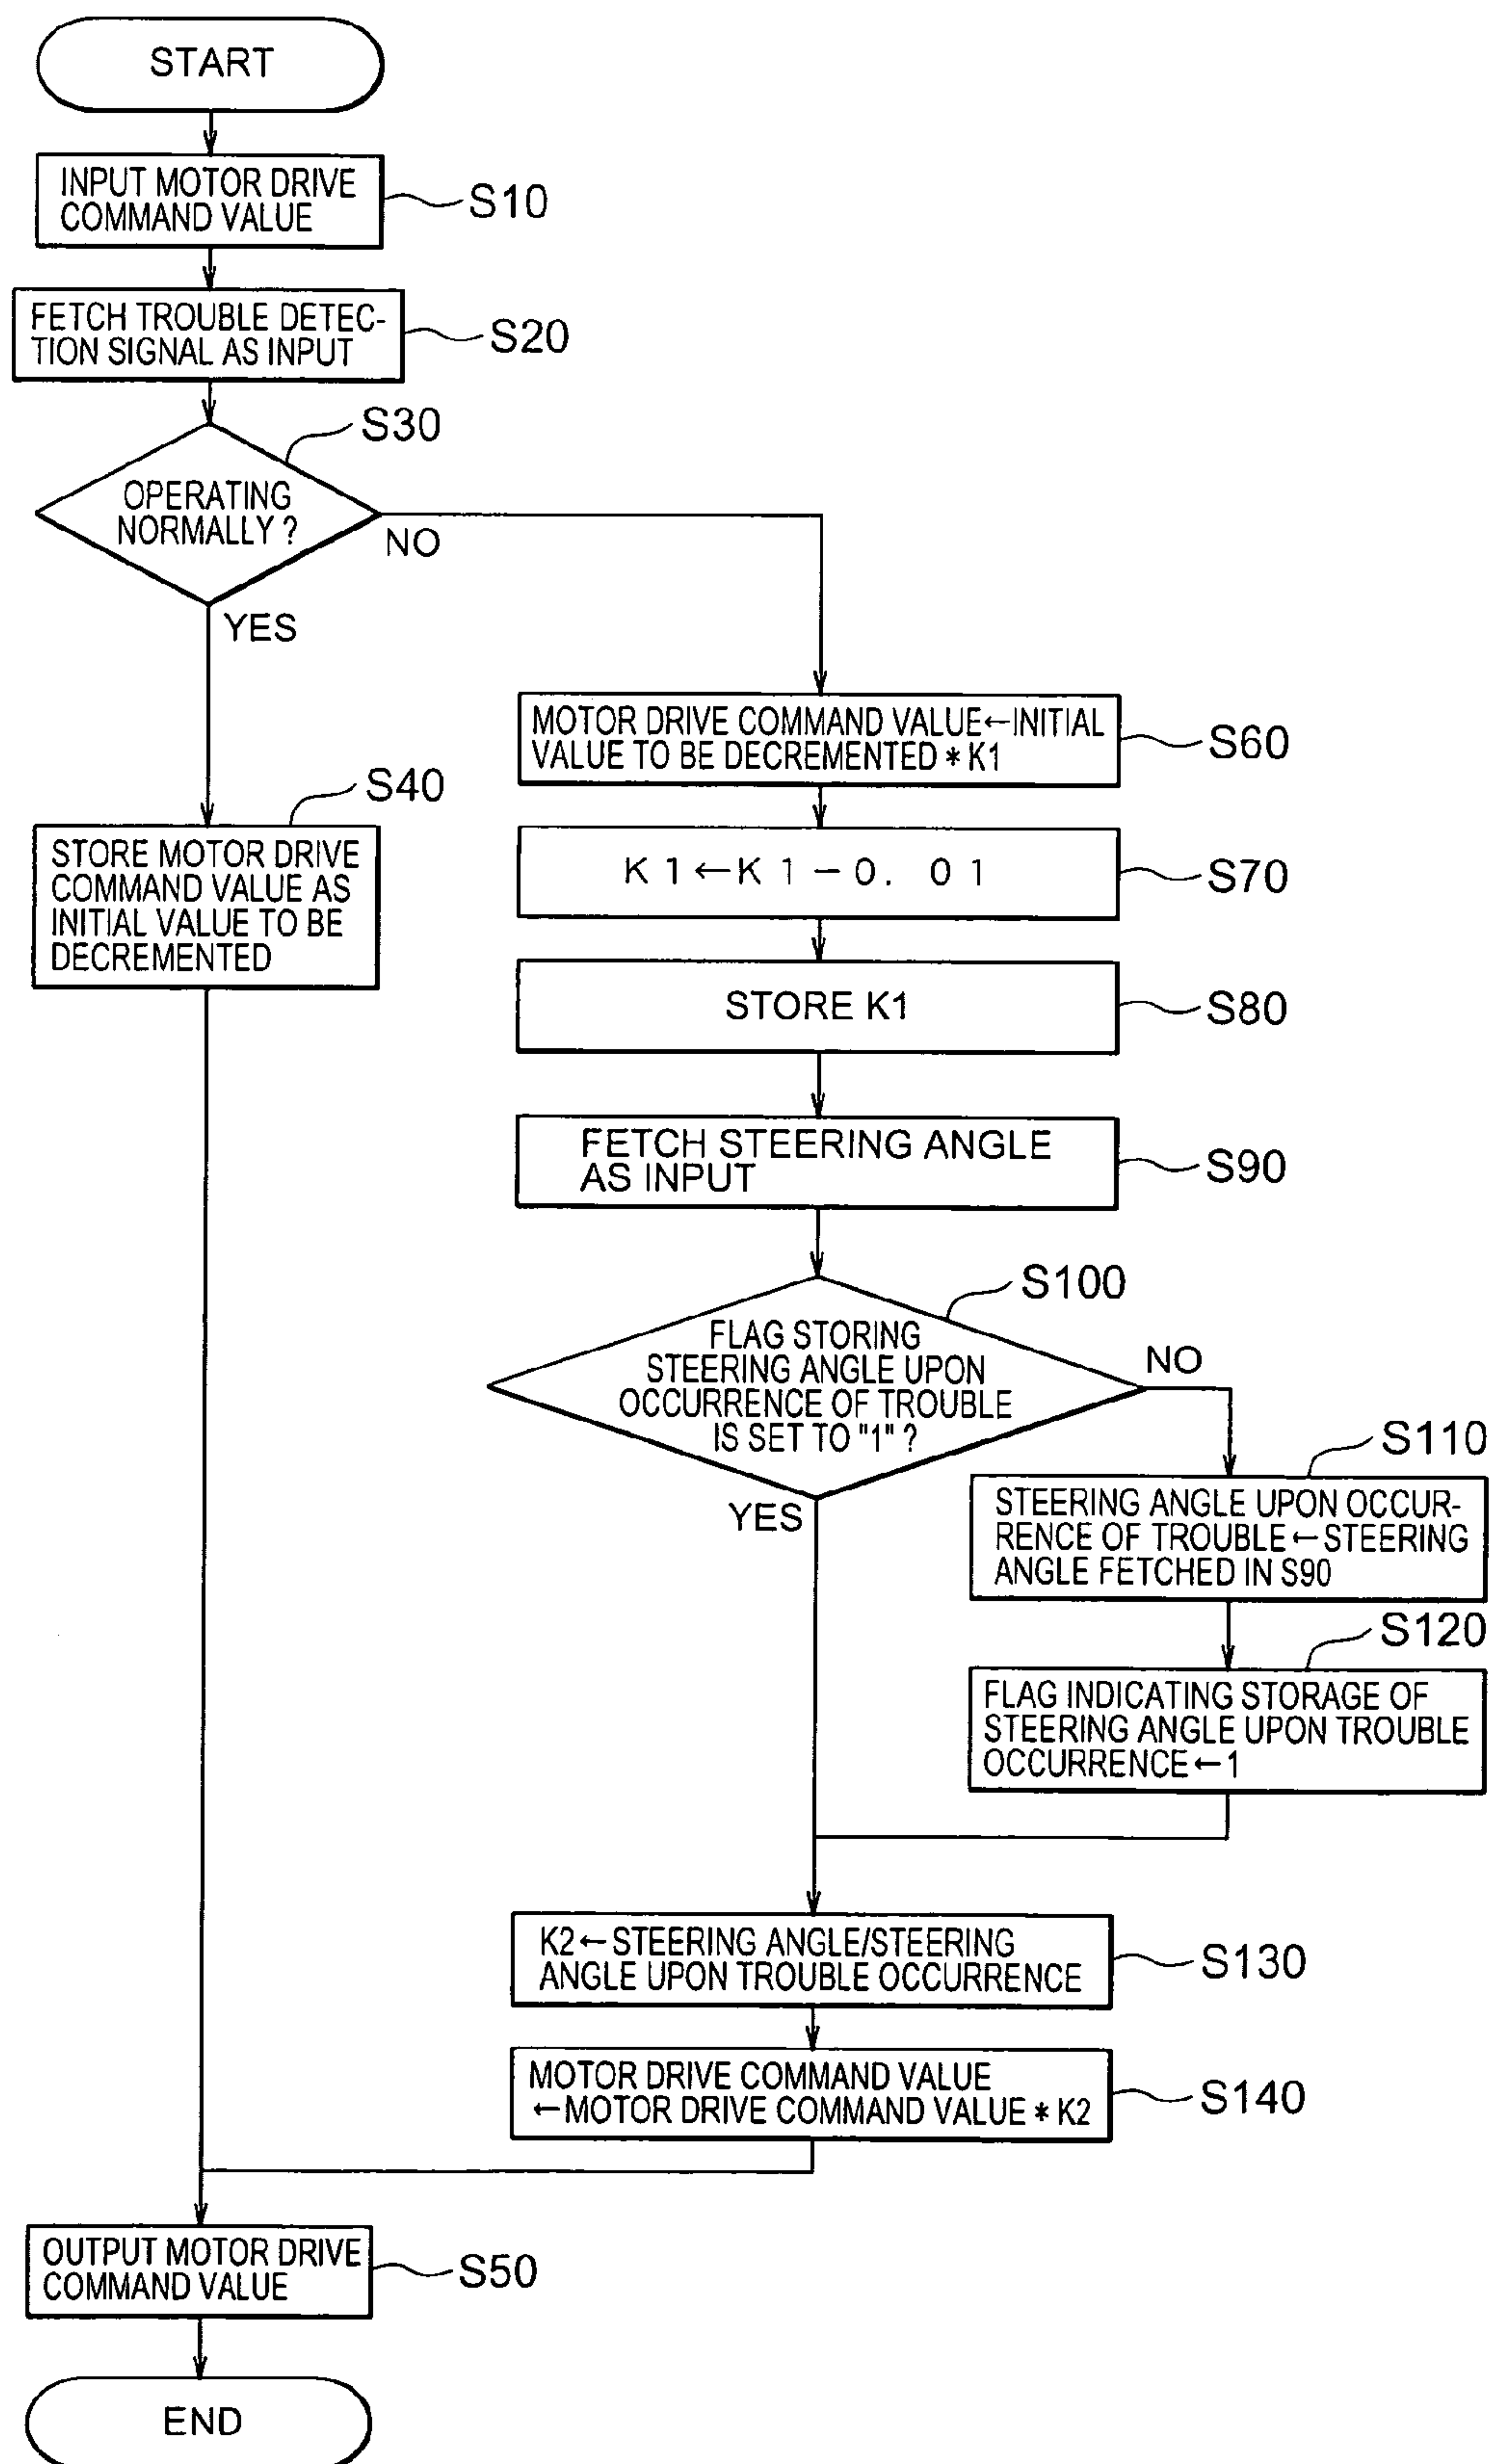 START
INPUT MOTOR DRIVE
COMMAND VALUE
S10
FETCH TROUBLE DETEC-
TION SIGNAL AS INPUT
S20
S30
OPERATING
NORMALLY ?
NO
YES
MOTOR DRIVE COMMAND VALUE←INITIAL
VALUE TO BE DECREMENTED * K1
S60
S40
STORE MOTOR DRIVE
COMMAND VALUE AS
INITIAL VALUE TO BE
DECREMENTED
K1←K1-0. 01
S70
STORE K1
S80
FETCH STEERING ANGLE
AS INPUT
S90
S100
FLAG STORING
STEERING ANGLE UPON
OCCURRENCE OF TROUBLE
IS SET TO "1" ?
NO
YES
S110
STEERING ANGLE UPON OCCUR-
RENCE OF TROUBLE←STEERING
ANGLE FETCHED IN S90
S120
FLAG INDICATING STORAGE OF
STEERING ANGLE UPON TROUBLE
OCCURRENCE←1
K2←STEERING ANGLE/STEERING
ANGLE UPON TROUBLE OCCURRENCE
S130
MOTOR DRIVE COMMAND VALUE
←MOTOR DRIVE COMMAND VALUE * K2
S140
OUTPUT MOTOR DRIVE
COMMAND VALUE
S50
END